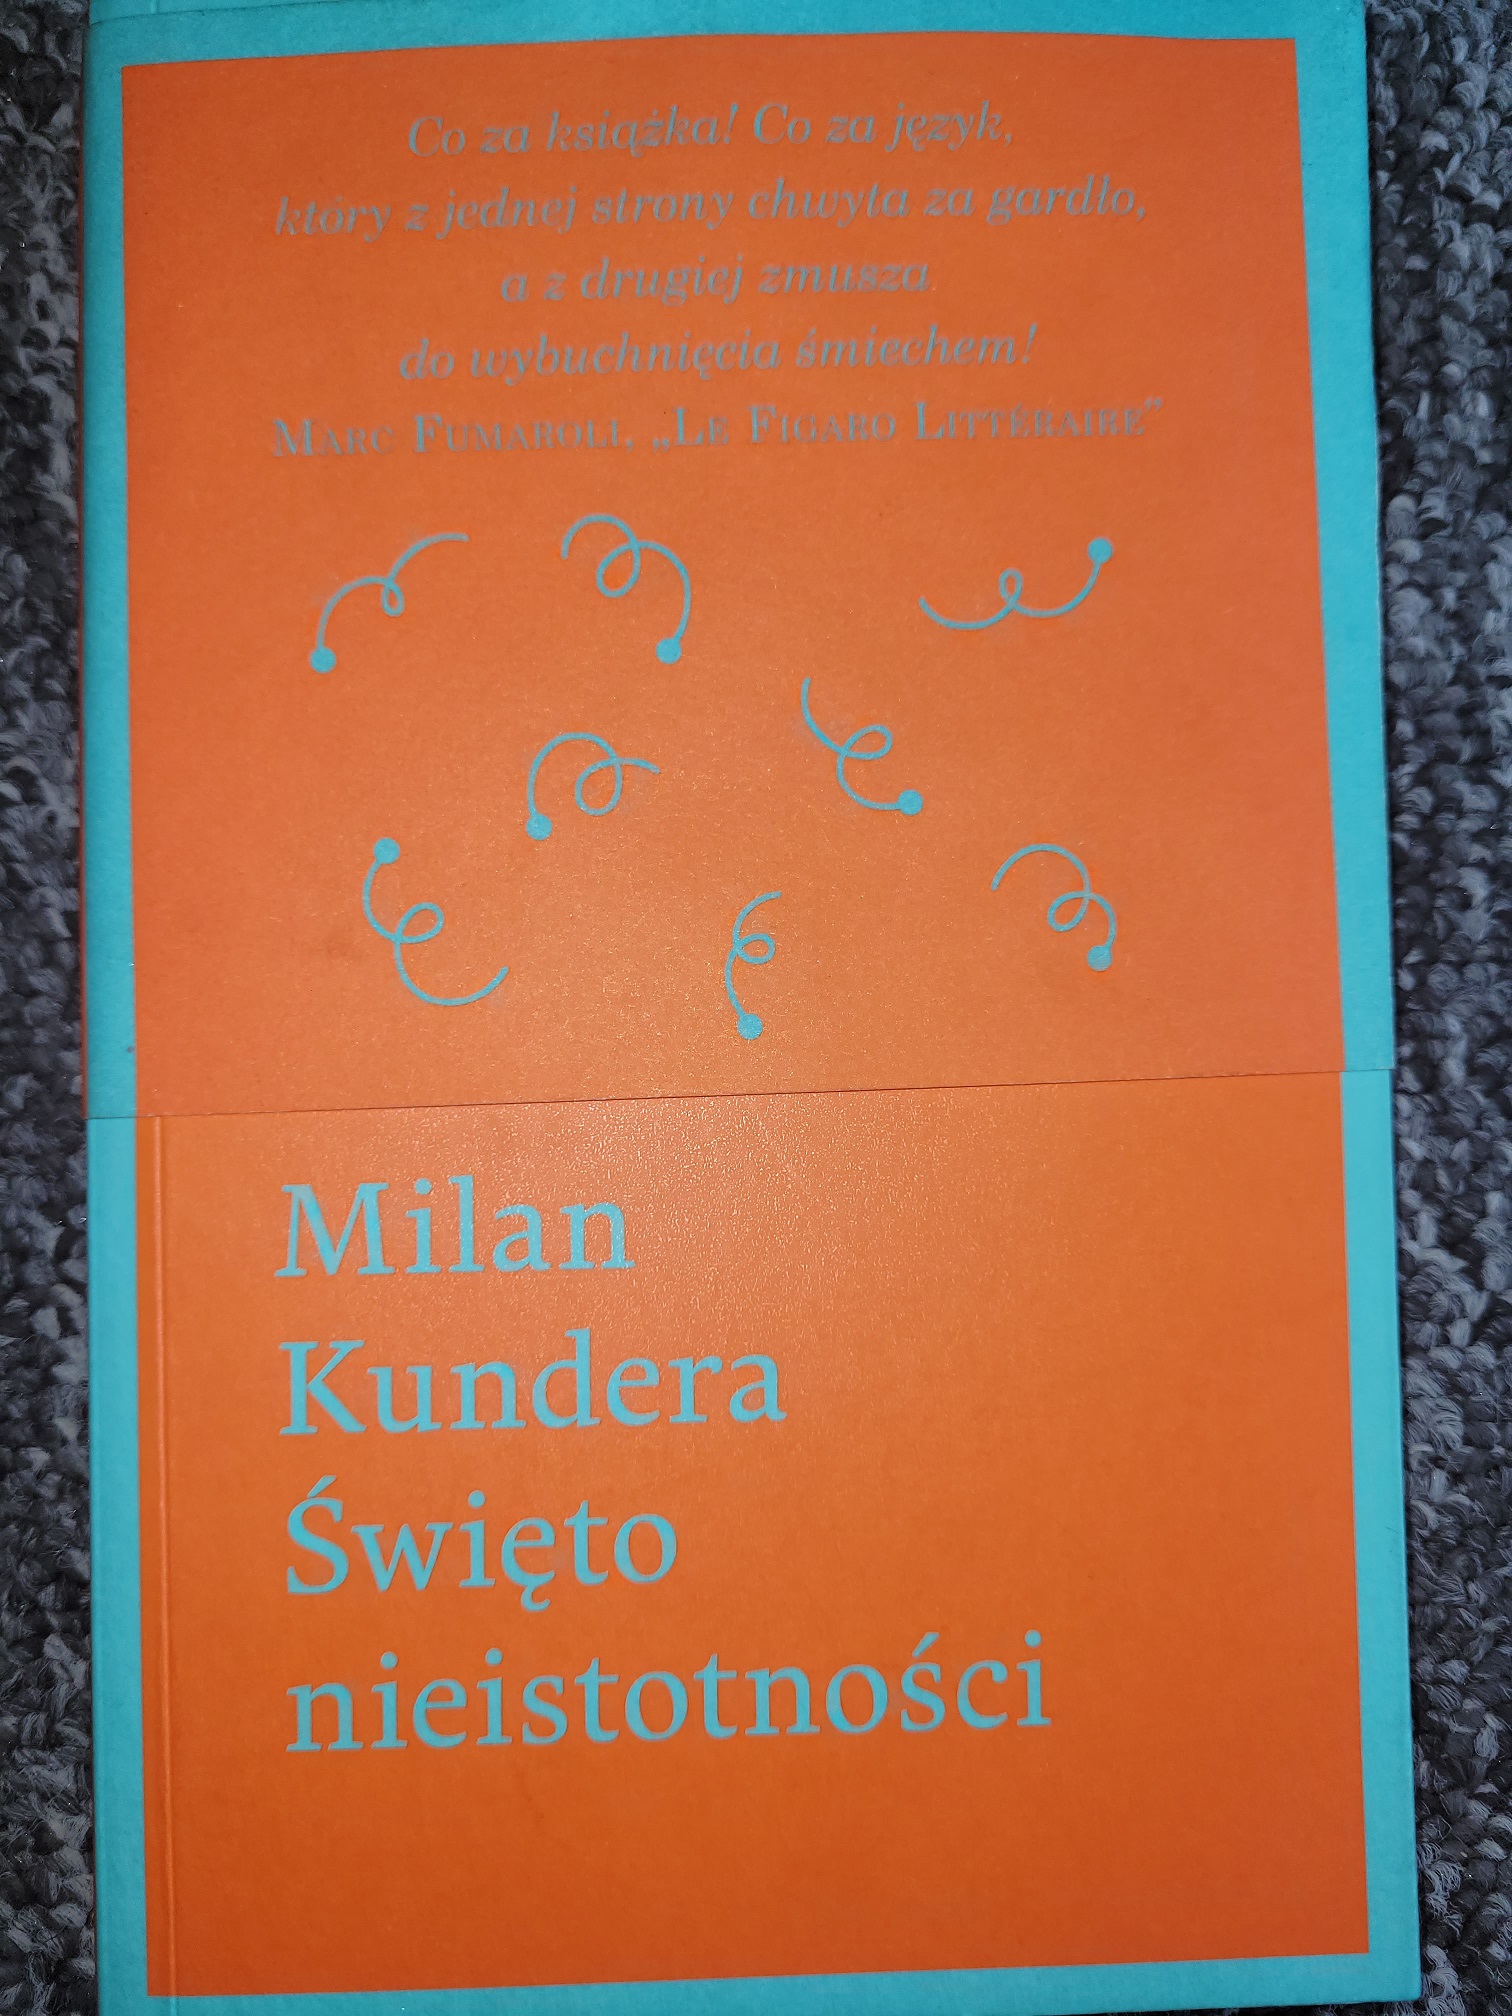 Co za książka! Co za język,
który z jednej strony chwyta za gardło,
a z drugiej zmusza
do wybuchnięcia śmiechem!
Marc Fumaroli, „Le Figaro Littéraire”
Milan
Kundera
Święto
nieistotności